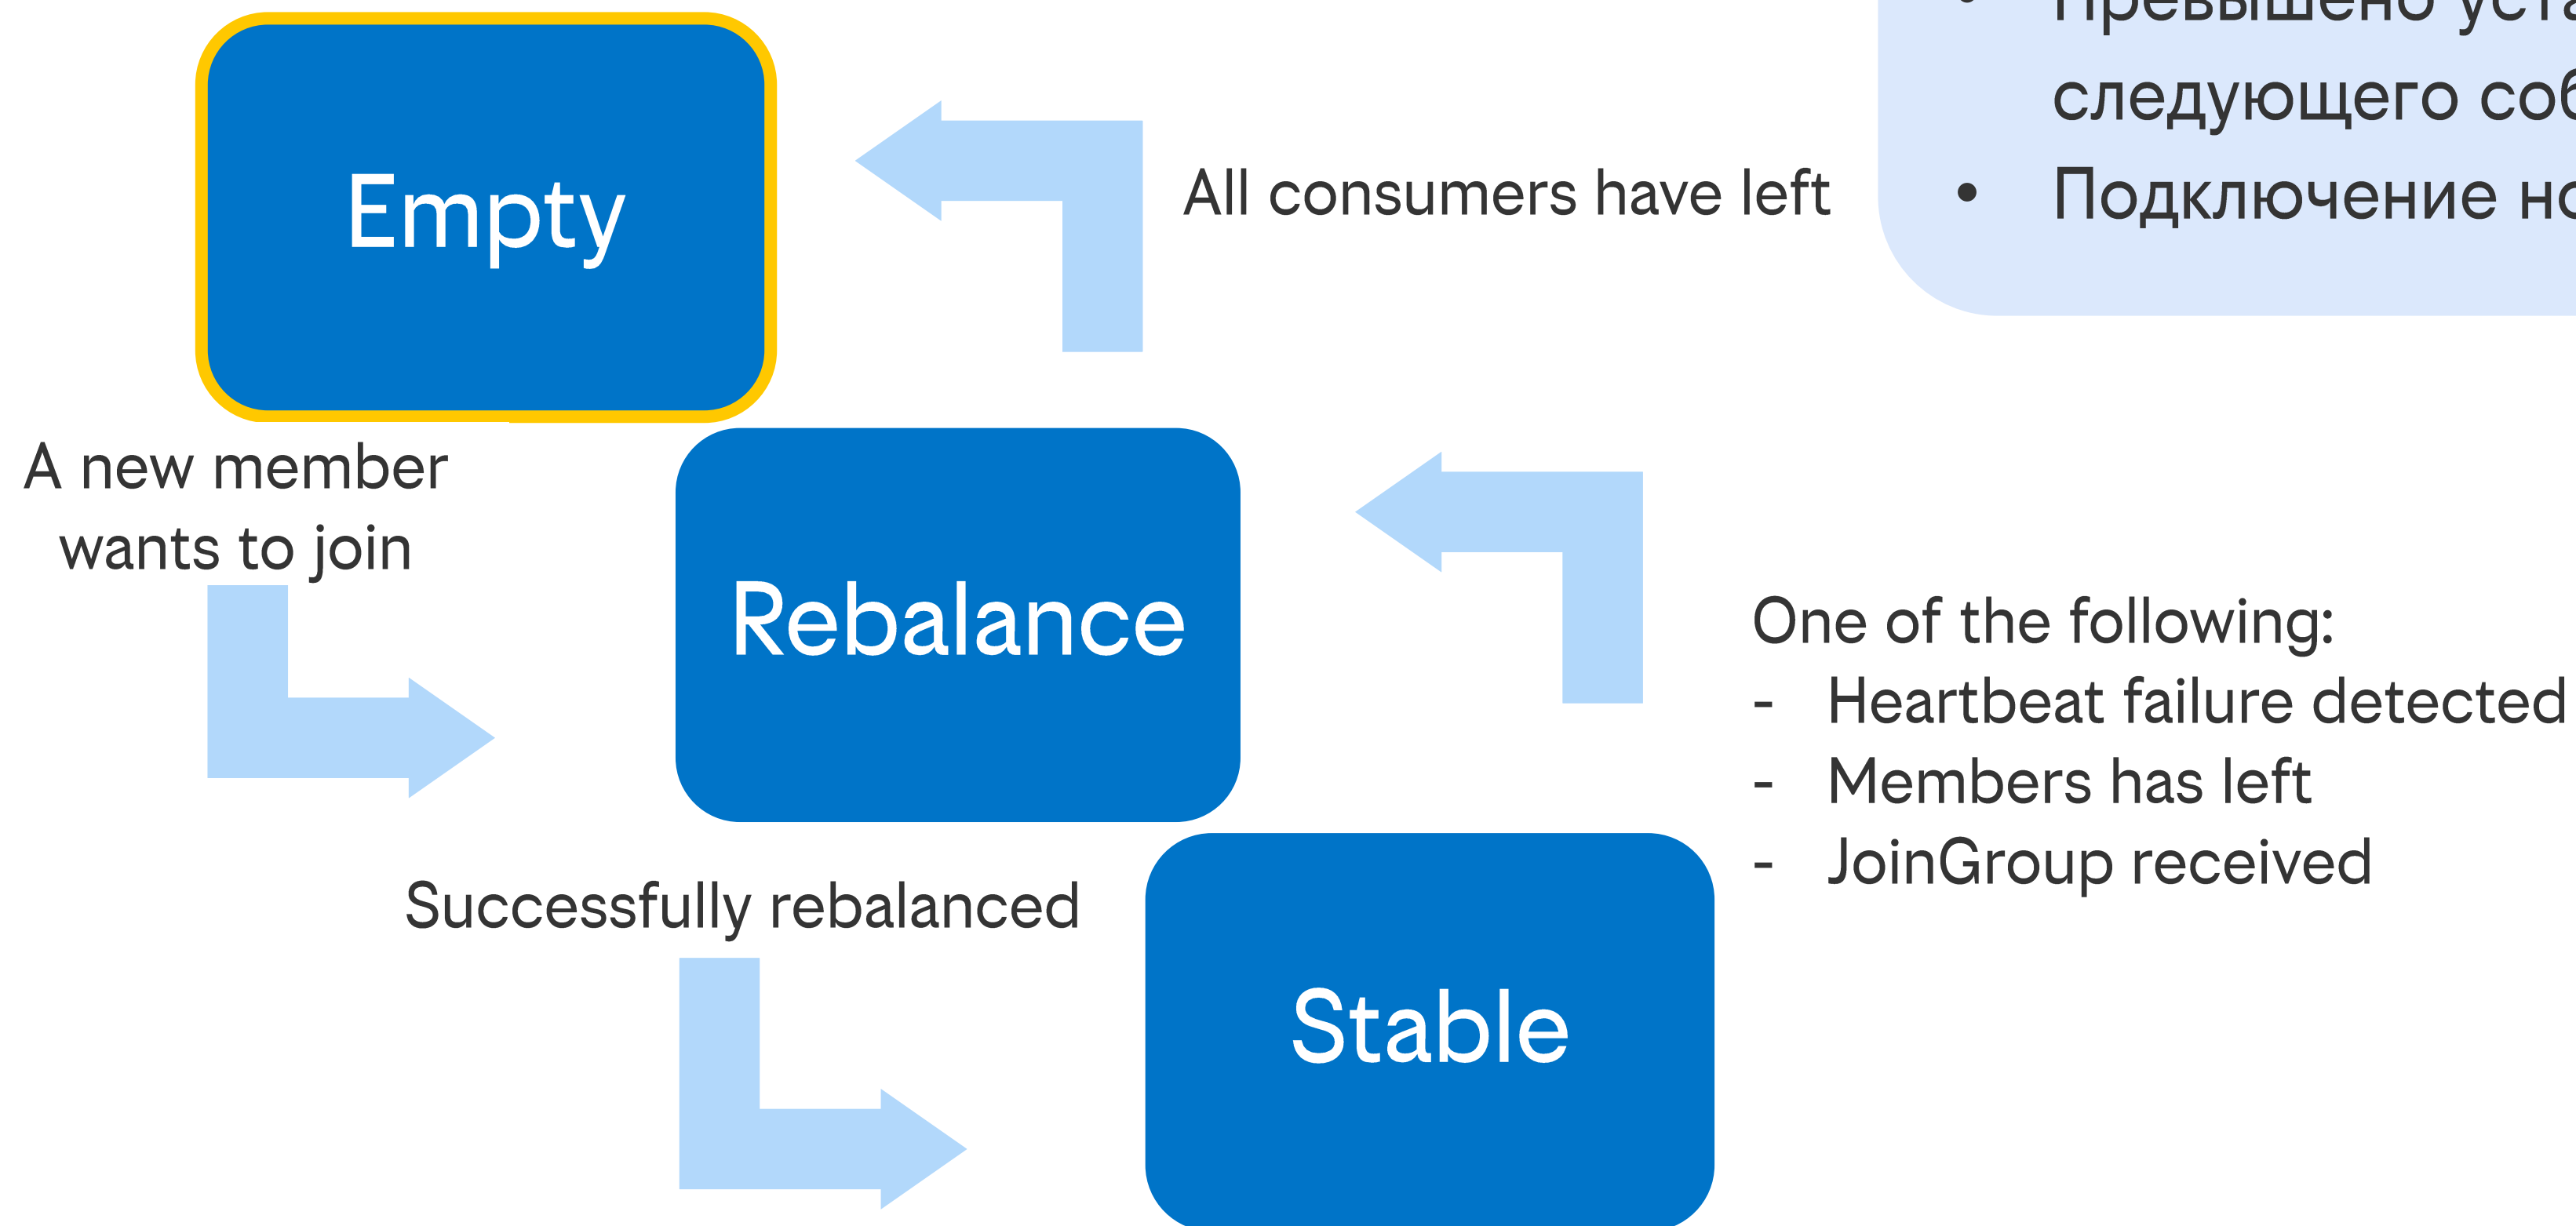 Empty
All consumers have left
следующего
• Подключение
A new member
wants to join
Rebalance
One of the following:
- Heartbeat failure detected
- Members has left
- JoinGroup received
Successfully rebalanced
Stable